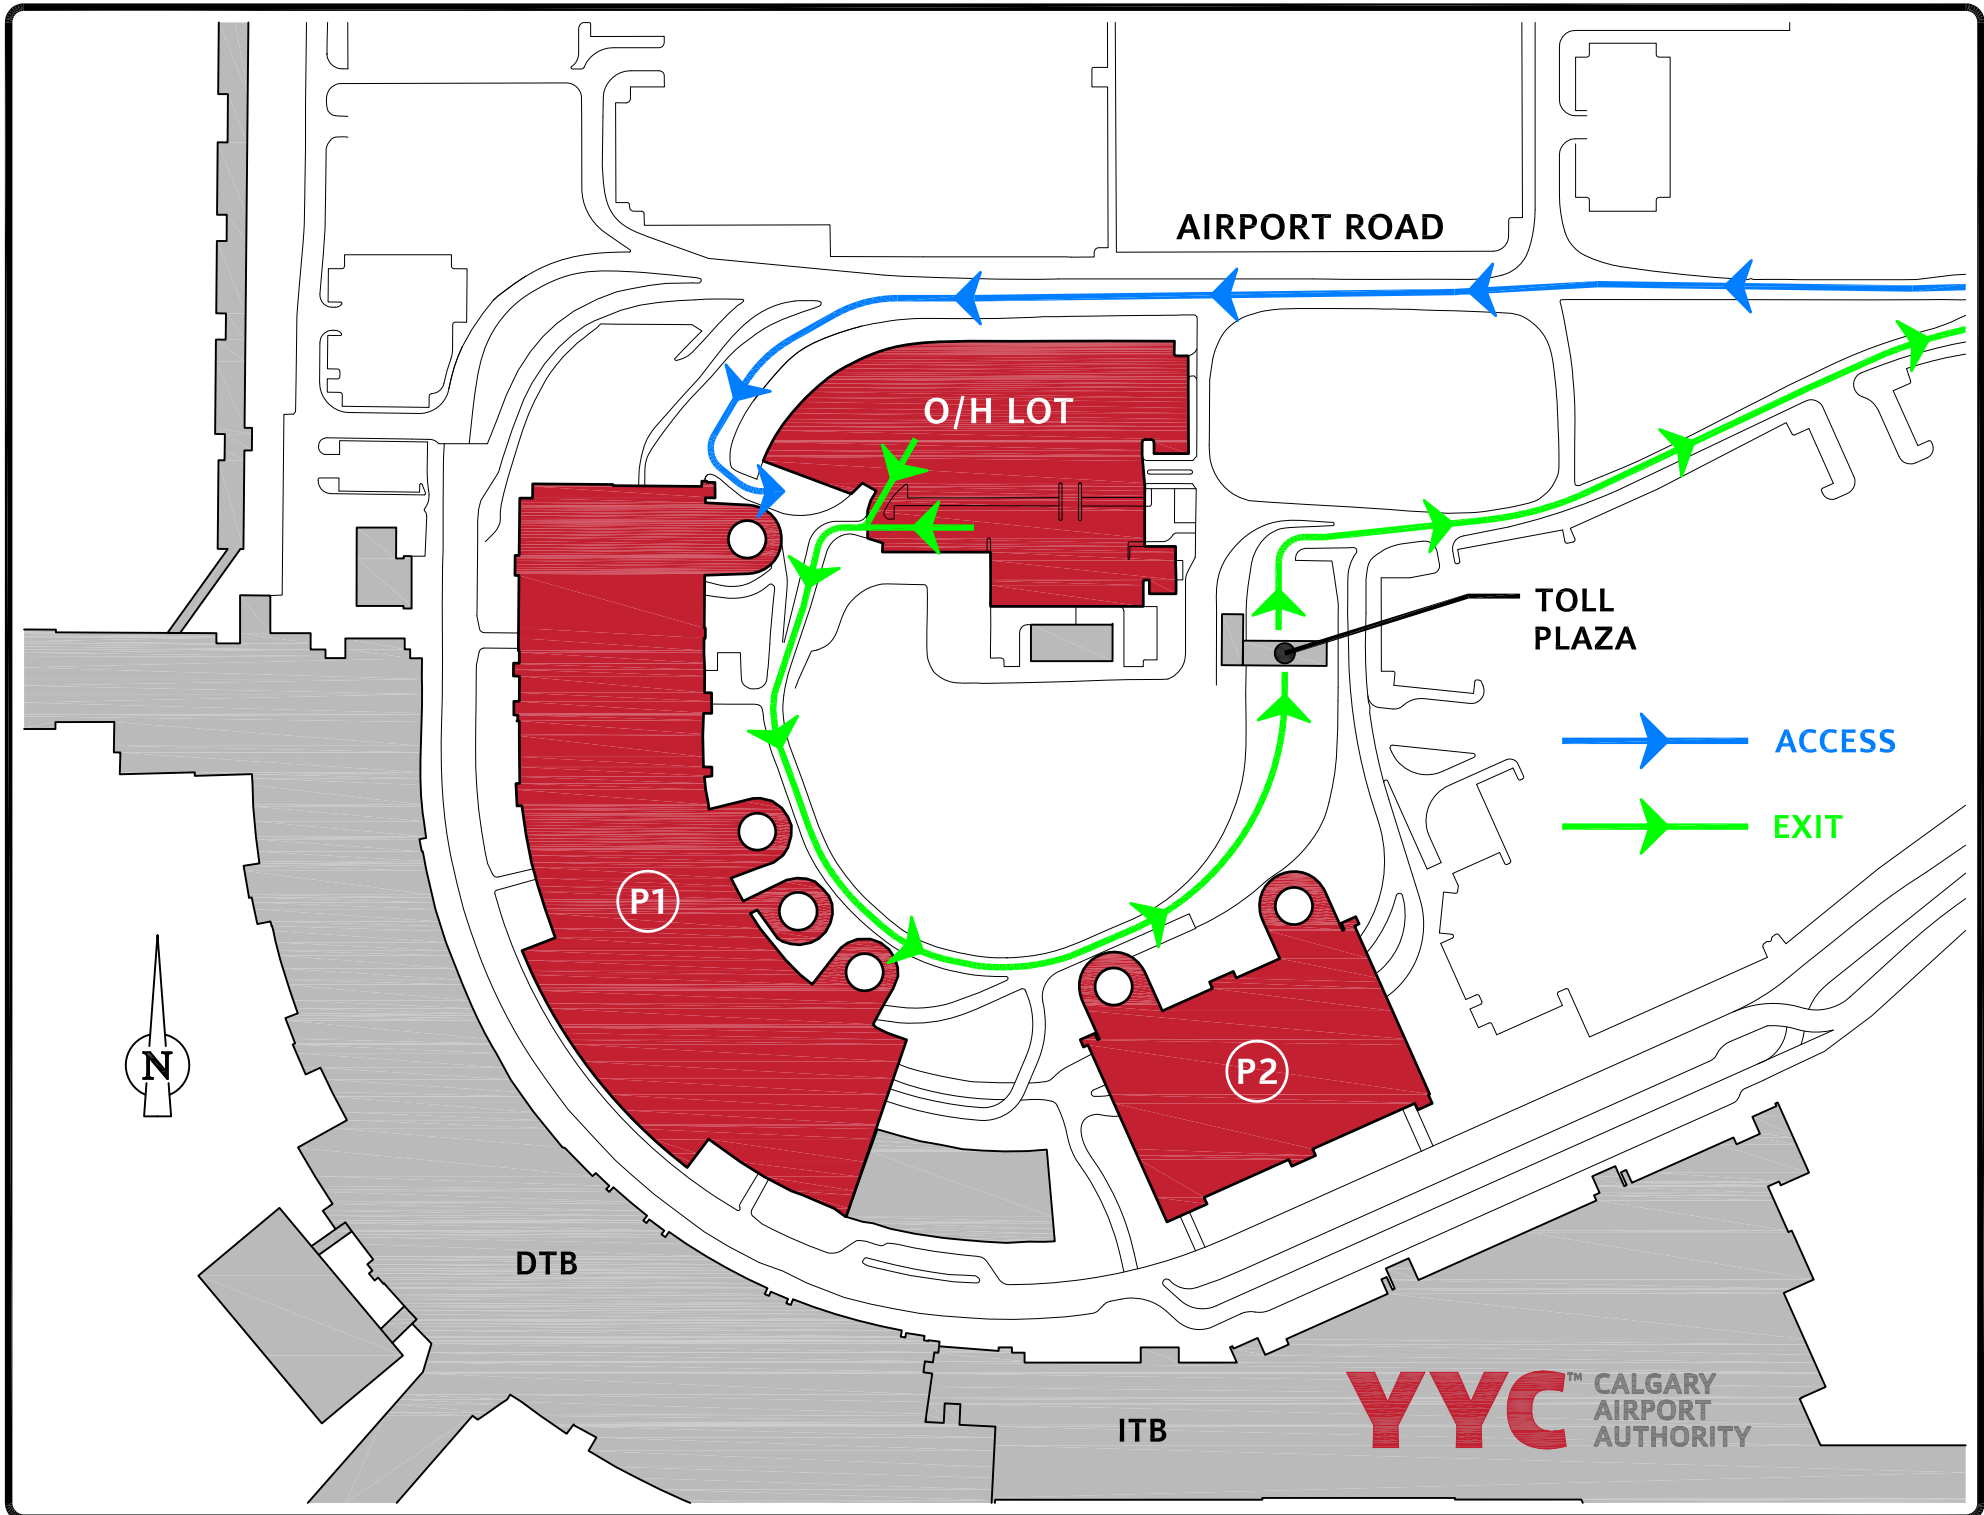 AIRPORT ROAD
O/H LOT
TOLL
PLAZA
ACCESS
EXIT
P1
P2
N
DTB
ITB
YYC™
CALGARY
AIRPORT
AUTHORITY